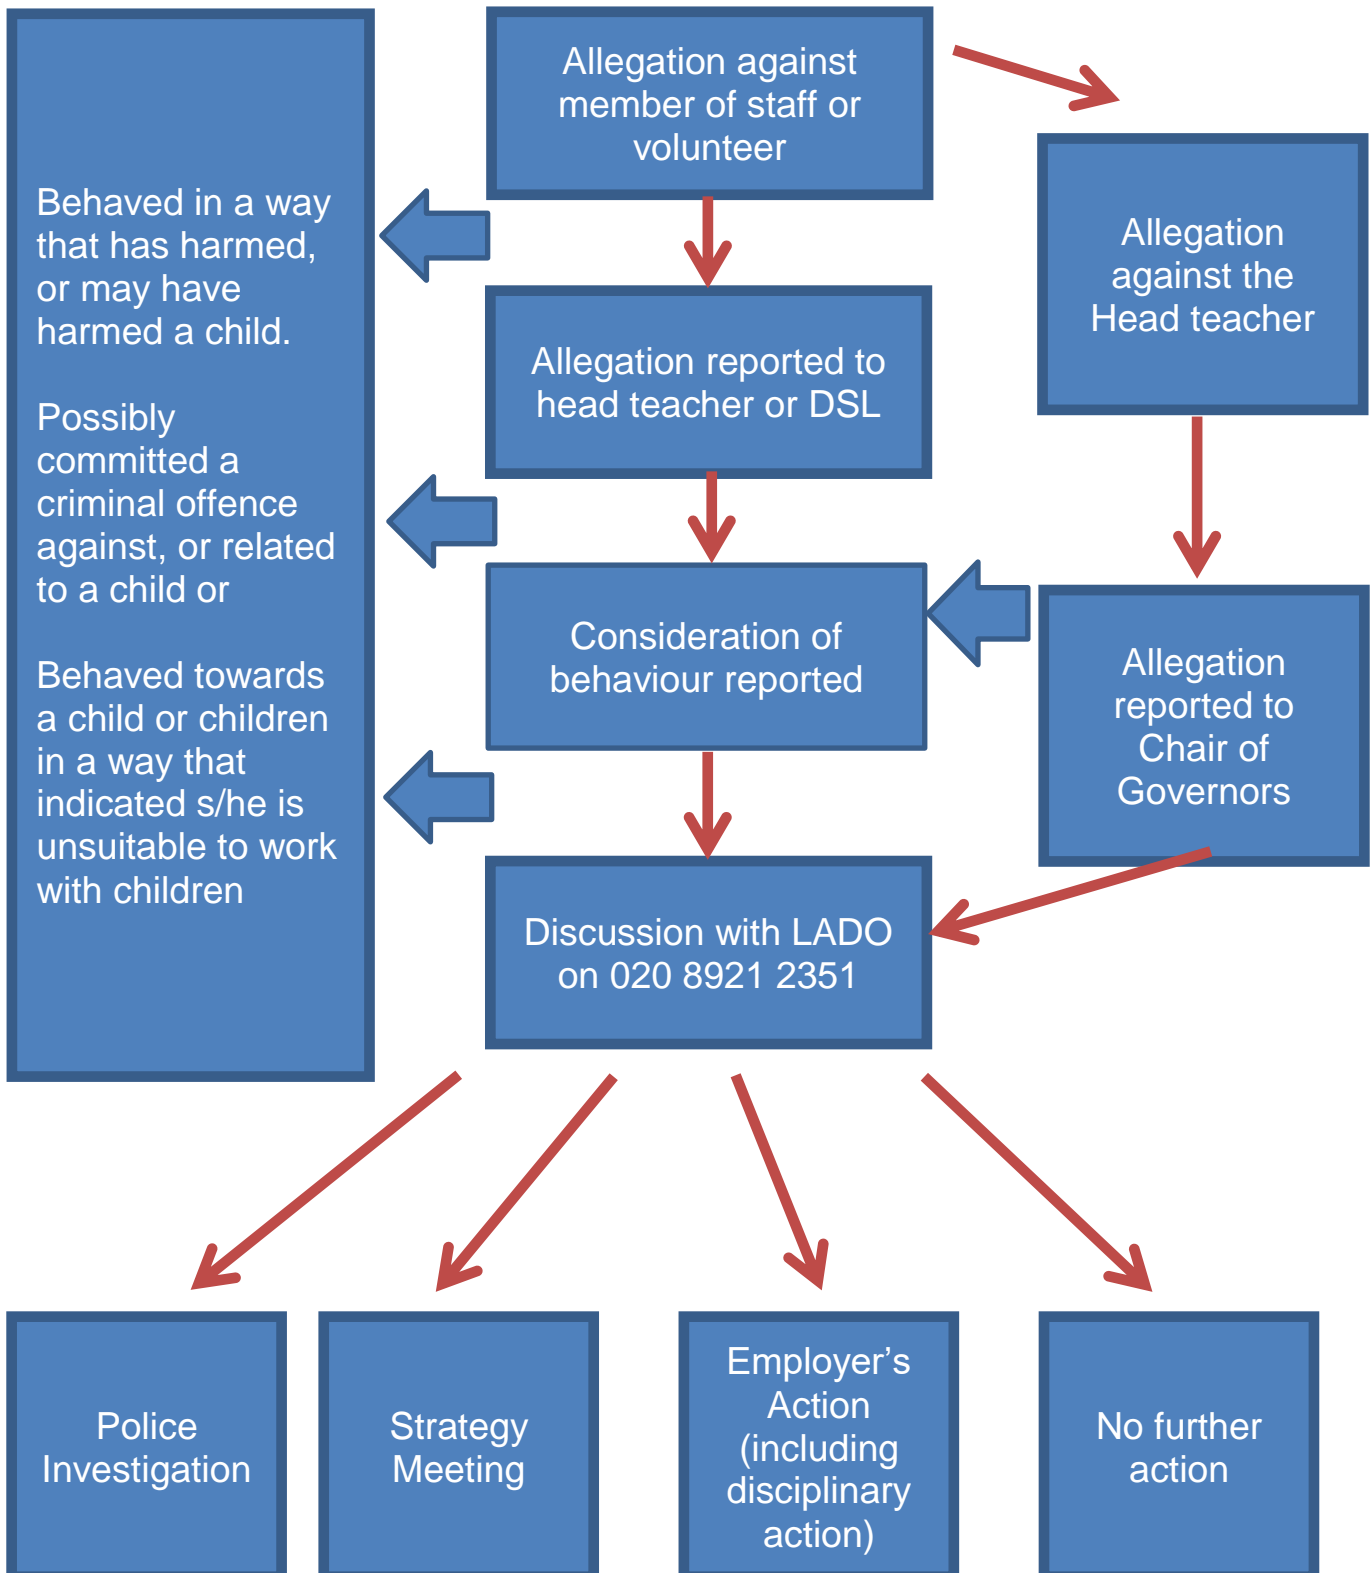 Allegation against
member of staff or
volunteer
Behaved in a way
that has harmed,
or may have
harmed a child.
Possibly
committed a
criminal offence
against, or related
to a child or
Behaved towards
a child or children
in a way that
indicated s/he is
unsuitable to work
with children
Allegation
against the
Head teacher
Allegation reported to
head teacher or DSL
Consideration of
behaviour reported
Allegation
reported to
Chair of
Governors
Discussion with LADO
on 020 8921 2351
Police
Investigation
Strategy
Meeting
Employer’s
Action
(including
disciplinary
action)
No further
action